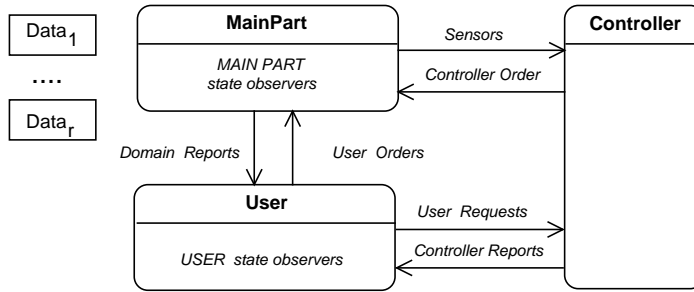 Data1
....
Datar
MainPart
MAIN PART
state observers
Sensors
Controller Order
Controller
Domain Reports
User Orders
User
USER state observers
User Requests
Controller Reports